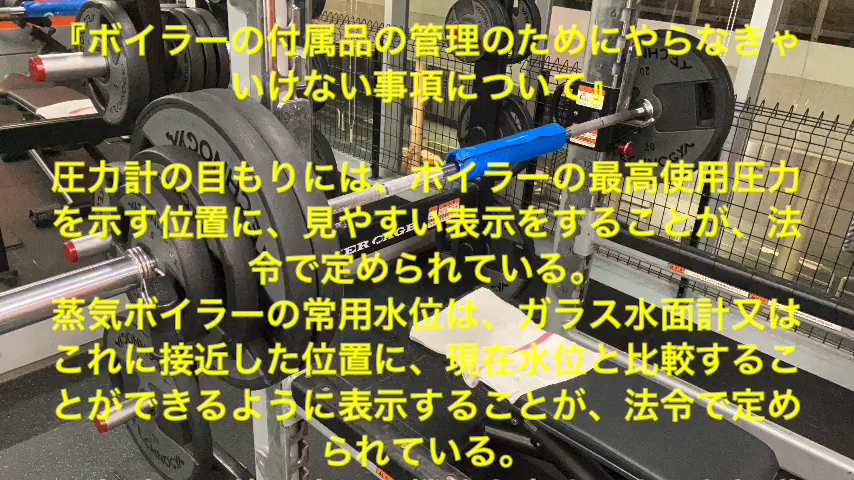 『ボイラーの付属品の管理のためにやらなきゃ
いけない事項について』
圧力計の目もりには、ボイラーの最高使用圧力
を示す位置に、見やすい表示をすることが、法
令で定められている。
蒸気ボイラーの常用水位は、ガラス水面計又は
これに接近した位置に、現在水位と比較するこ
とができるように表示することが、法令で定め
られている。